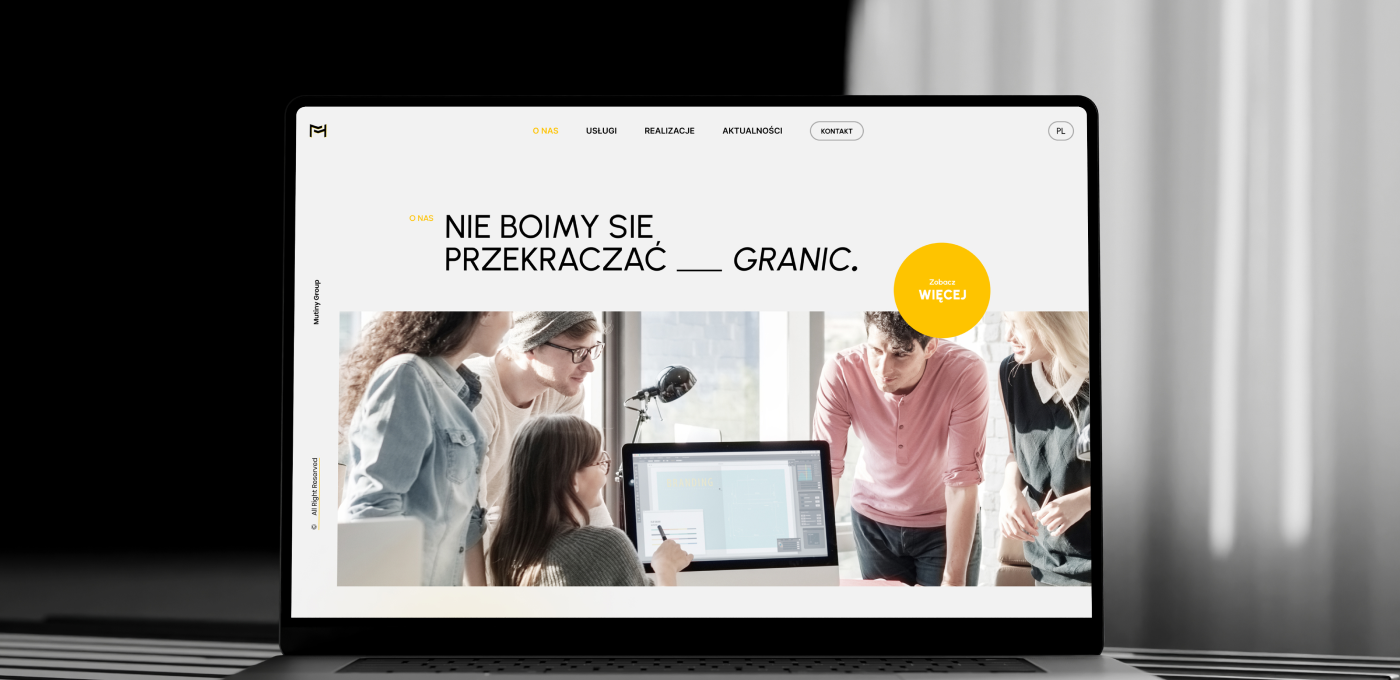 O NAS
USŁUGI
REALIZACJE
AKTUALNOŚCI
KONTAKT
PL
O NAS
NIE BOIMY SIĘ
PRZEKRACZAĆ ___ GRANIC.
Zobacz
WIĘCEJ
Mutiny Group
© All Right Reserved